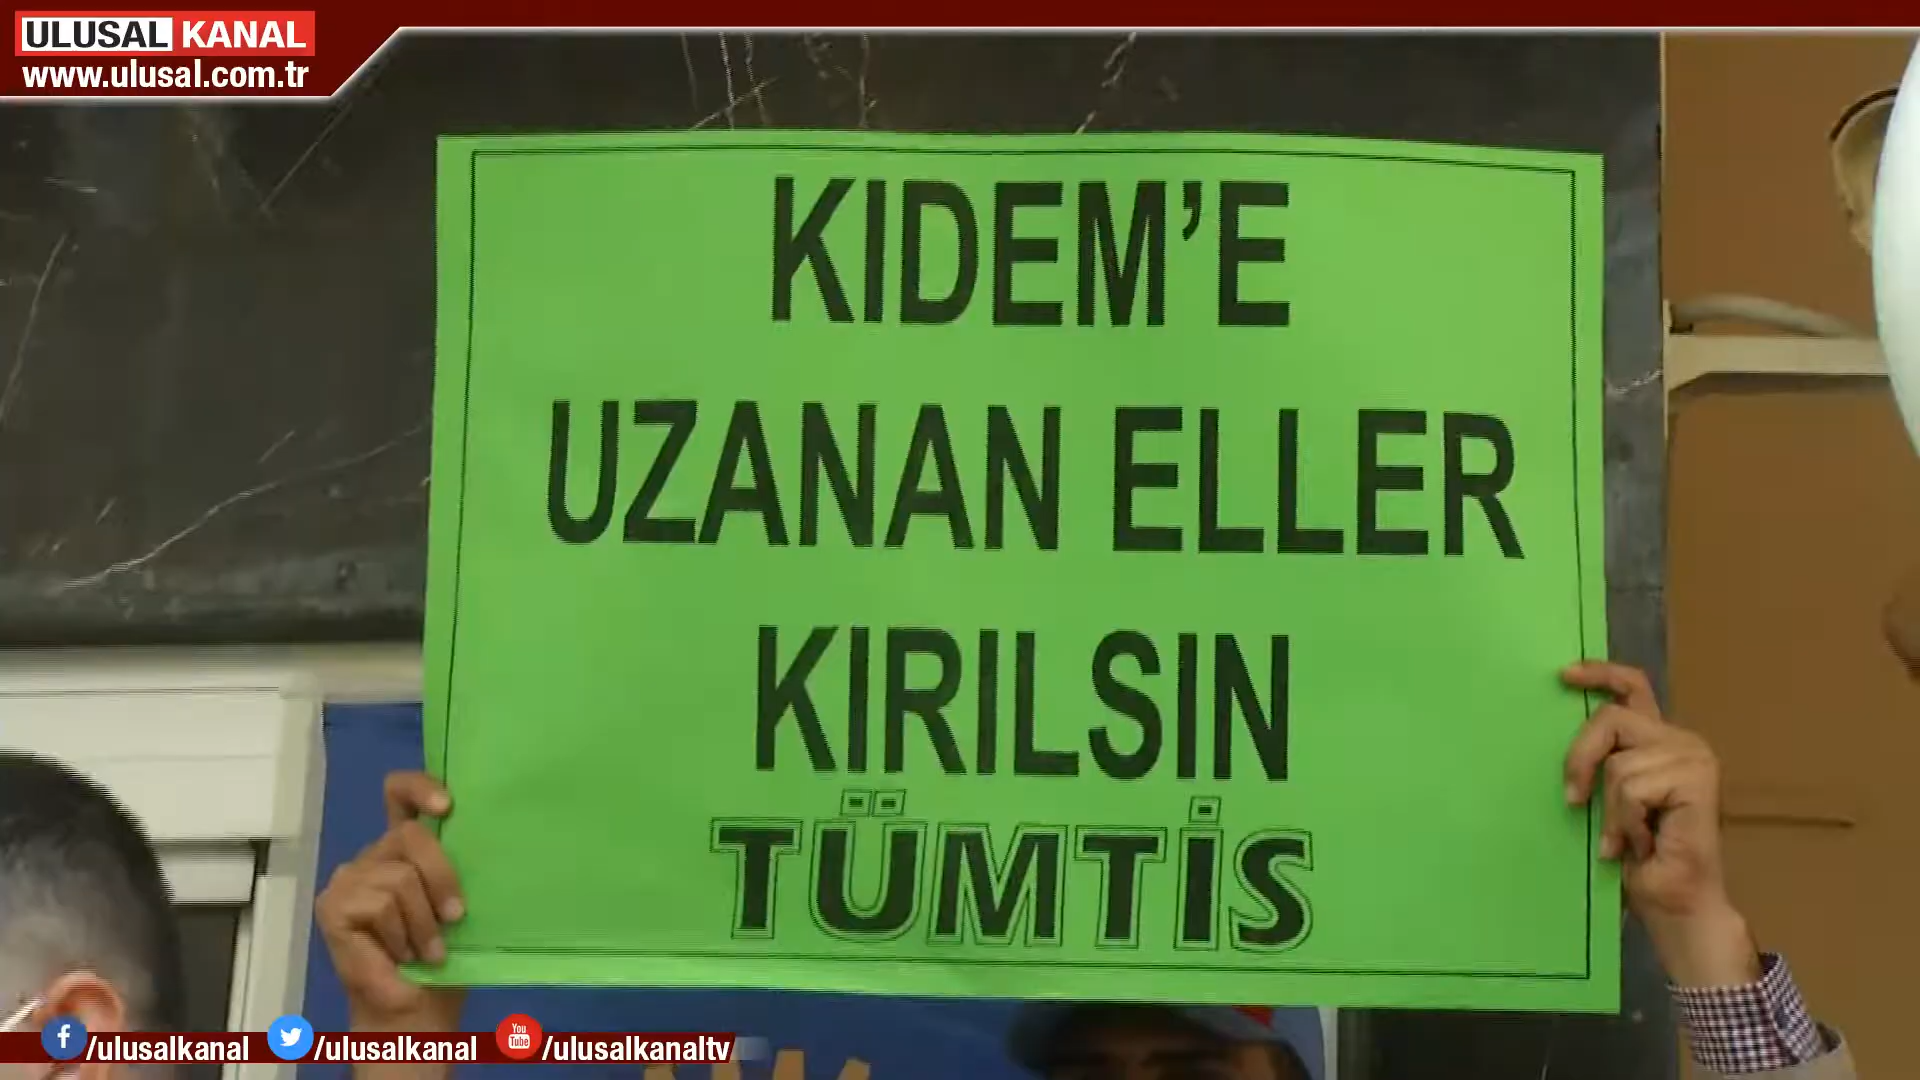 ULUSAL KANAL
www.ulusal.com.tr
KIDEM'E
UZANAN ELLER
KIRILSIN
TÜMTİS
f /ulusalkanal /ulusalkanal You Tube /ulusalkanaltv